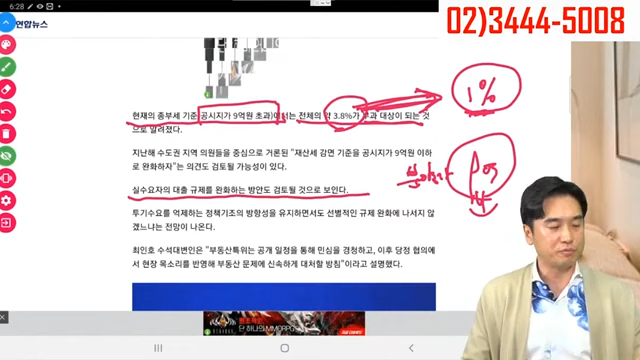 6:28
80%
02)3444-5008
연합뉴스
현재의 종부세 기준 공시지가 9억원 초과)에서는 전체의 약 3.8%가 부과 대상이 되는 것
으로 알려졌다.
1%
지난해 수도권 지역 의원들을 중심으로 거론된 "재산세 감면 기준을 공시지가 9억원 이하
로 완화하자"는 의견도 검토될 가능성이 있다.
실수요자의 대출 규제를 완화하는 방안도 검토될 것으로 보인다.
투기수요를 억제하는 정책기조의 방향성을 유지하면서도 선별적인 규제 완화에 나서지 않
겠느냐는 전망이 나온다.
최인호 수석대변인은 "부동산특위는 공개 일정을 통해 민심을 경청하고, 이후 당정 협의에
서 현장 목소리를 반영해 부동산 문제에 신속하게 대처할 방침"이라고 설명했다.
단 하나의 MMORPG